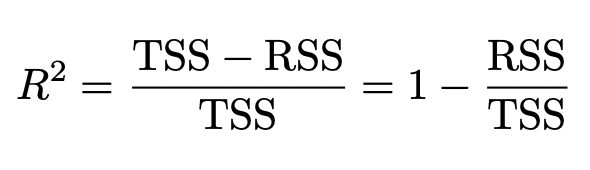 R² = (TSS − RSS) / TSS = 1 − RSS / TSS